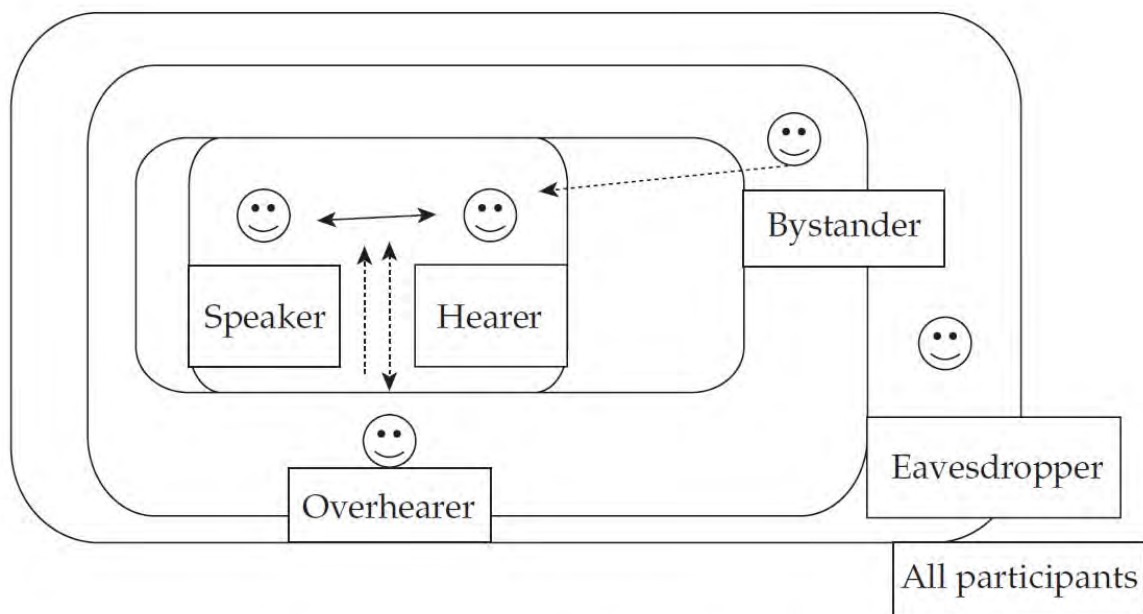 Bystander
Speaker
Hearer
Eavesdropper
Overhearer
All participants